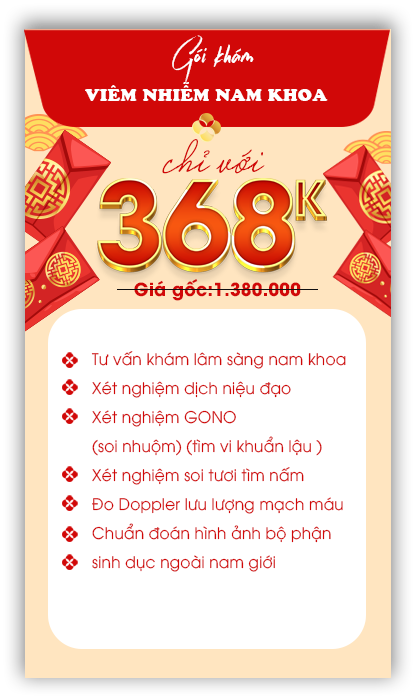 Gói khám
VIÊM NHIỄM NAM KHOA
chỉ với
368K
Giá gốc:1.380.000
Tư vấn khám lâm sàng nam khoa
Xét nghiệm dịch niệu đạo
Xét nghiệm GONO
(soi nhuộm) (tìm vi khuẩn lậu )
Xét nghiệm soi tươi tìm nấm
Đo Doppler lưu lượng mạch máu
Chuẩn đoán hình ảnh bộ phận
sinh dục ngoài nam giới